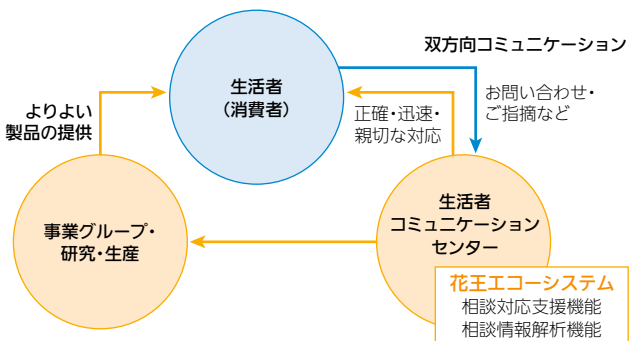 双方向コミュニケーション
生活者
（消費者）
よりよい
製品の提供
正確・迅速・
親切な対応
お問い合わせ・
ご指摘など
事業グループ・
研究・生産
生活者
コミュニケーション
センター
花王エコーシステム
相談対応支援機能
相談情報解析機能